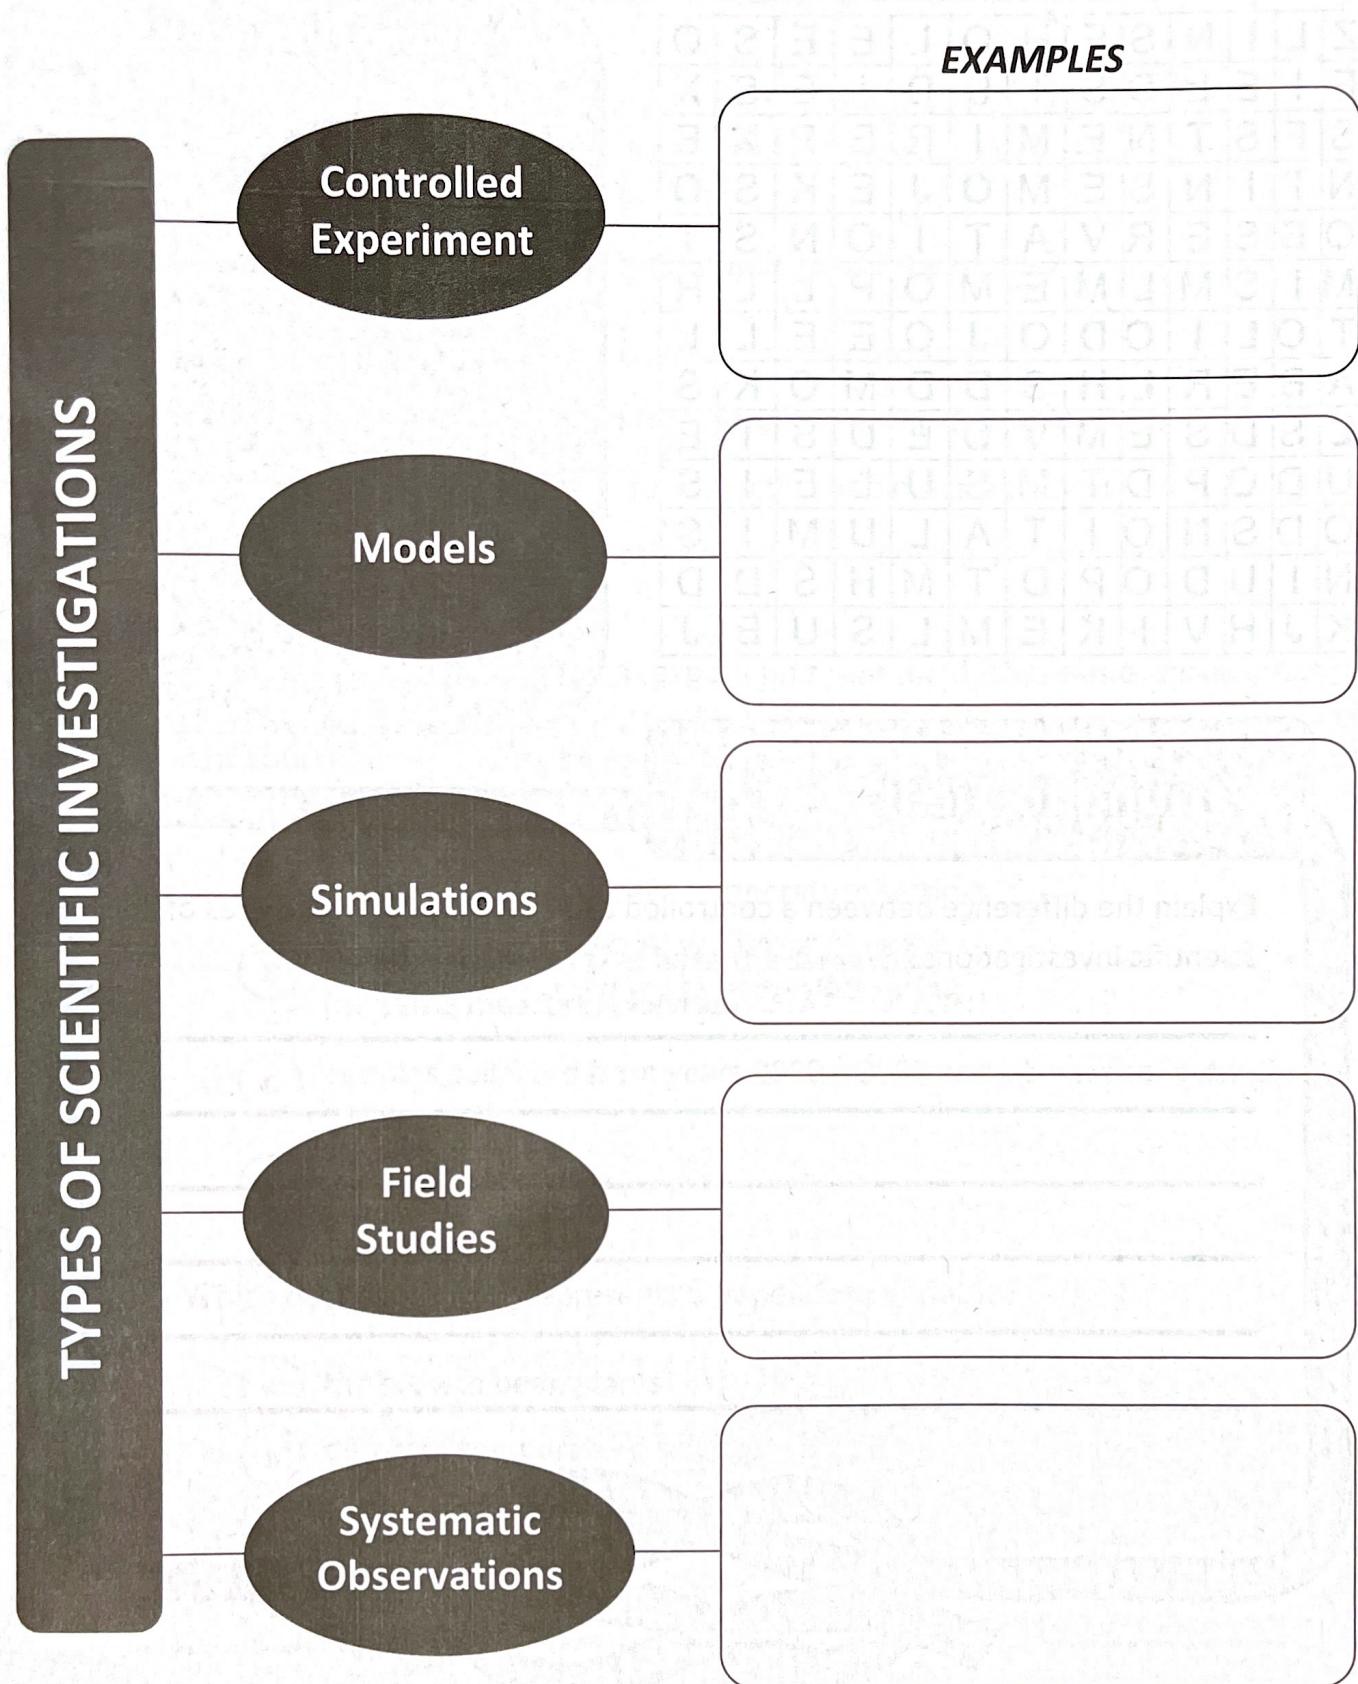 EXAMPLES
TYPES OF SCIENTIFIC INVESTIGATIONS
Controlled
Experiment
Models
Simulations
Field
Studies
Systematic
Observations